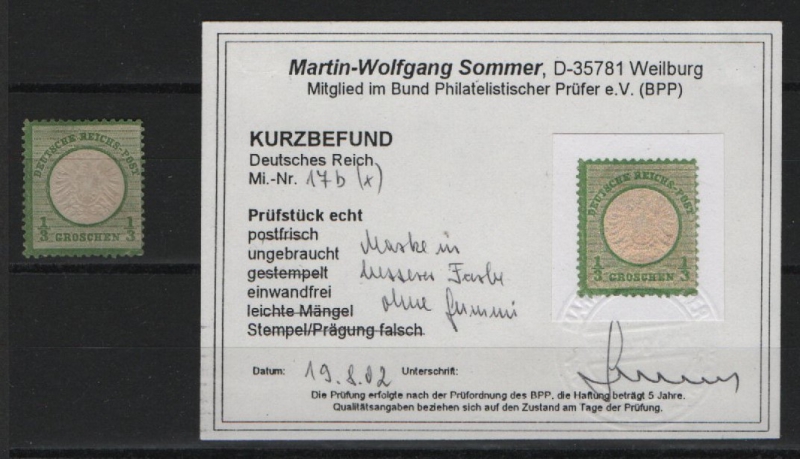 DEUTSCHE REICHS-POST
1/3 GROSCHEN 1/3
Martin-Wolfgang Sommer, D-35781 Weilburg
Mitglied im Bund Philatelistischer Prüfer e.V. (BPP)
KURZBEFUND
Deutsches Reich
Mi.-Nr. 17b (x)
Prüfstück echt
postfrisch
ungebraucht
gestempelt
einwandfrei
leichte Mängel
Stempel/Prägung falsch
Marke in
besserer Farbe
ohne Gummi
DEUTSCHE REICHS-POST
1/3 GROSCHEN 1/3
Datum: 19.8.02 Unterschrift:
Die Prüfung erfolgte nach der Prüfordnung des BPP, die Haftung beträgt 5 Jahre.
Qualitätsangaben beziehen sich auf den Zustand am Tage der Prüfung.